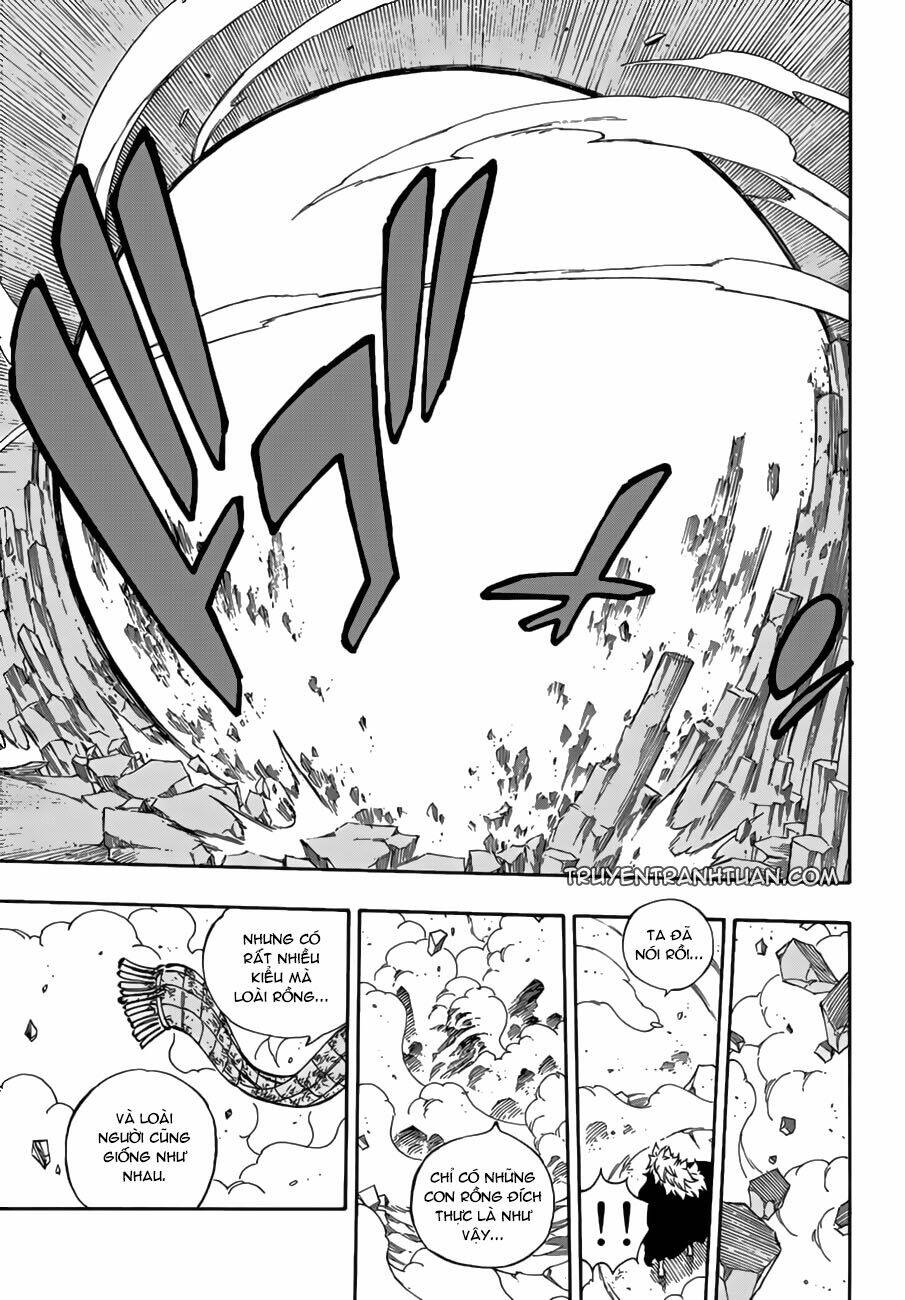 ドゴォ
TRUYENTRANHTUAN.COM
TA ĐÃ
NÓI RỒI...
!!
CHỈ CÓ NHỮNG
CON RỒNG ĐÍCH
THỰC LÀ NHƯ
VẬY...
NHƯNG CÓ
RẤT NHIỀU
KIỂU MÀ
LOÀI RỒNG...
VÀ LOÀI
NGƯỜI CŨNG
GIỐNG NHƯ
NHAU.